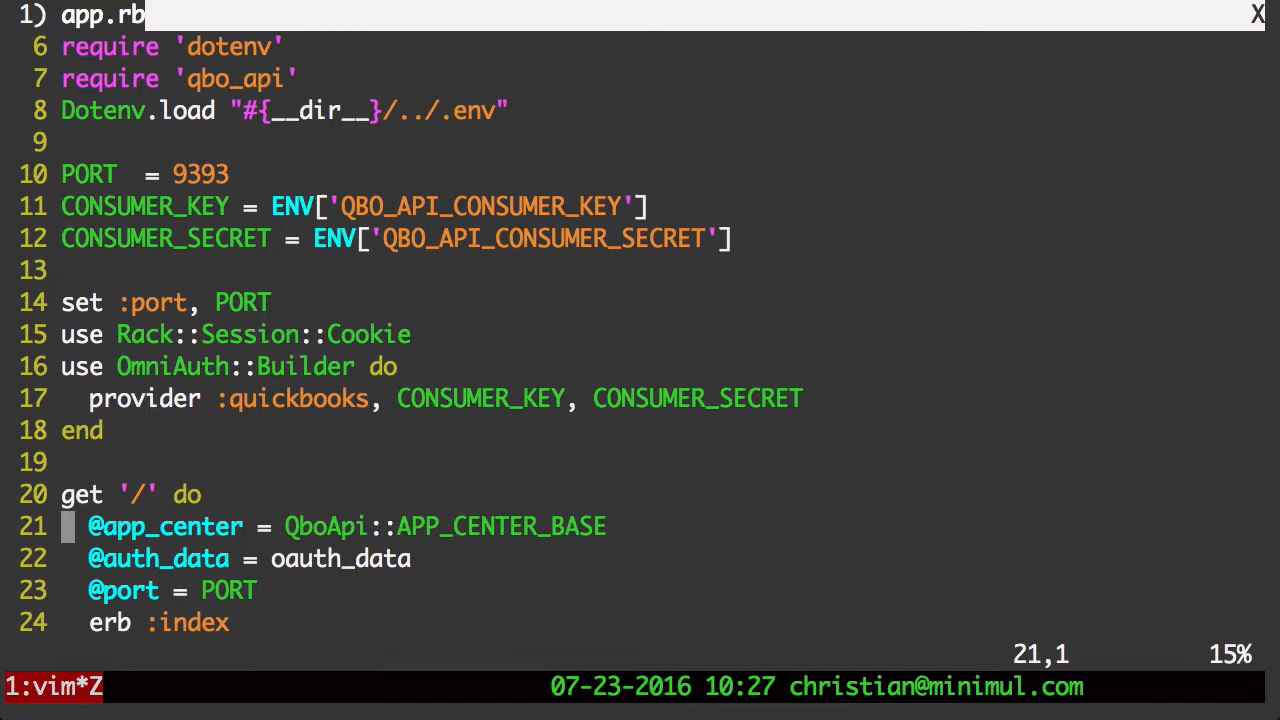 1) app.rb X
6 require 'dotenv'
7 require 'qbo_api'
8 Dotenv.load "#{__dir__}/../.env"
9
10 PORT  = 9393
11 CONSUMER_KEY = ENV['QBO_API_CONSUMER_KEY']
12 CONSUMER_SECRET = ENV['QBO_API_CONSUMER_SECRET']
13
14 set :port, PORT
15 use Rack::Session::Cookie
16 use OmniAuth::Builder do
17   provider :quickbooks, CONSUMER_KEY, CONSUMER_SECRET
18 end
19
20 get '/' do
21   @app_center = QboApi::APP_CENTER_BASE
22   @auth_data = oauth_data
23   @port = PORT
24   erb :index
21,1 15%
1:vim*Z 07-23-2016 10:27 christian@minimul.com